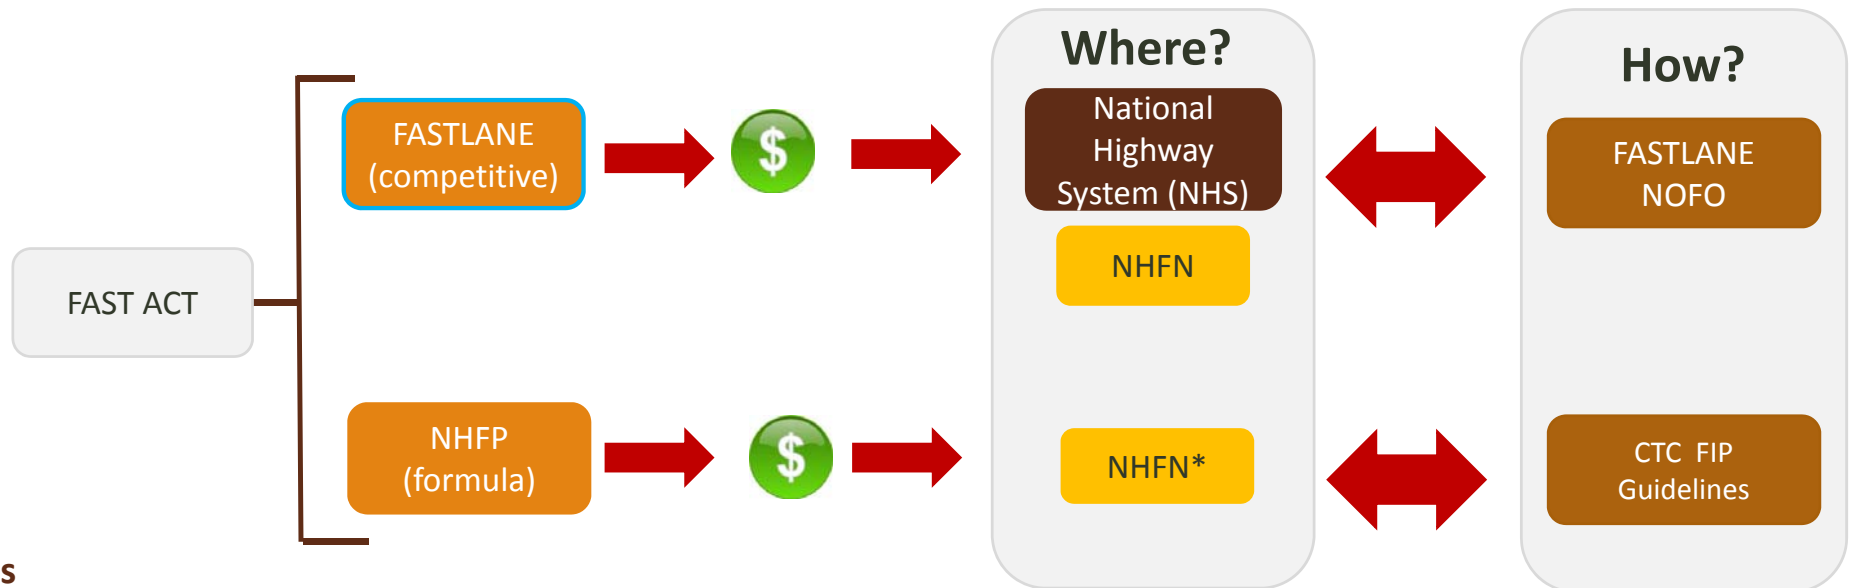 Where?
How?
FASTLANE
(competitive)
$
National
Highway
System (NHS)
FASTLANE
NOFO
NHFN
FAST ACT
NHFP
(formula)
$
NHFN*
CTC FIP
Guidelines
s